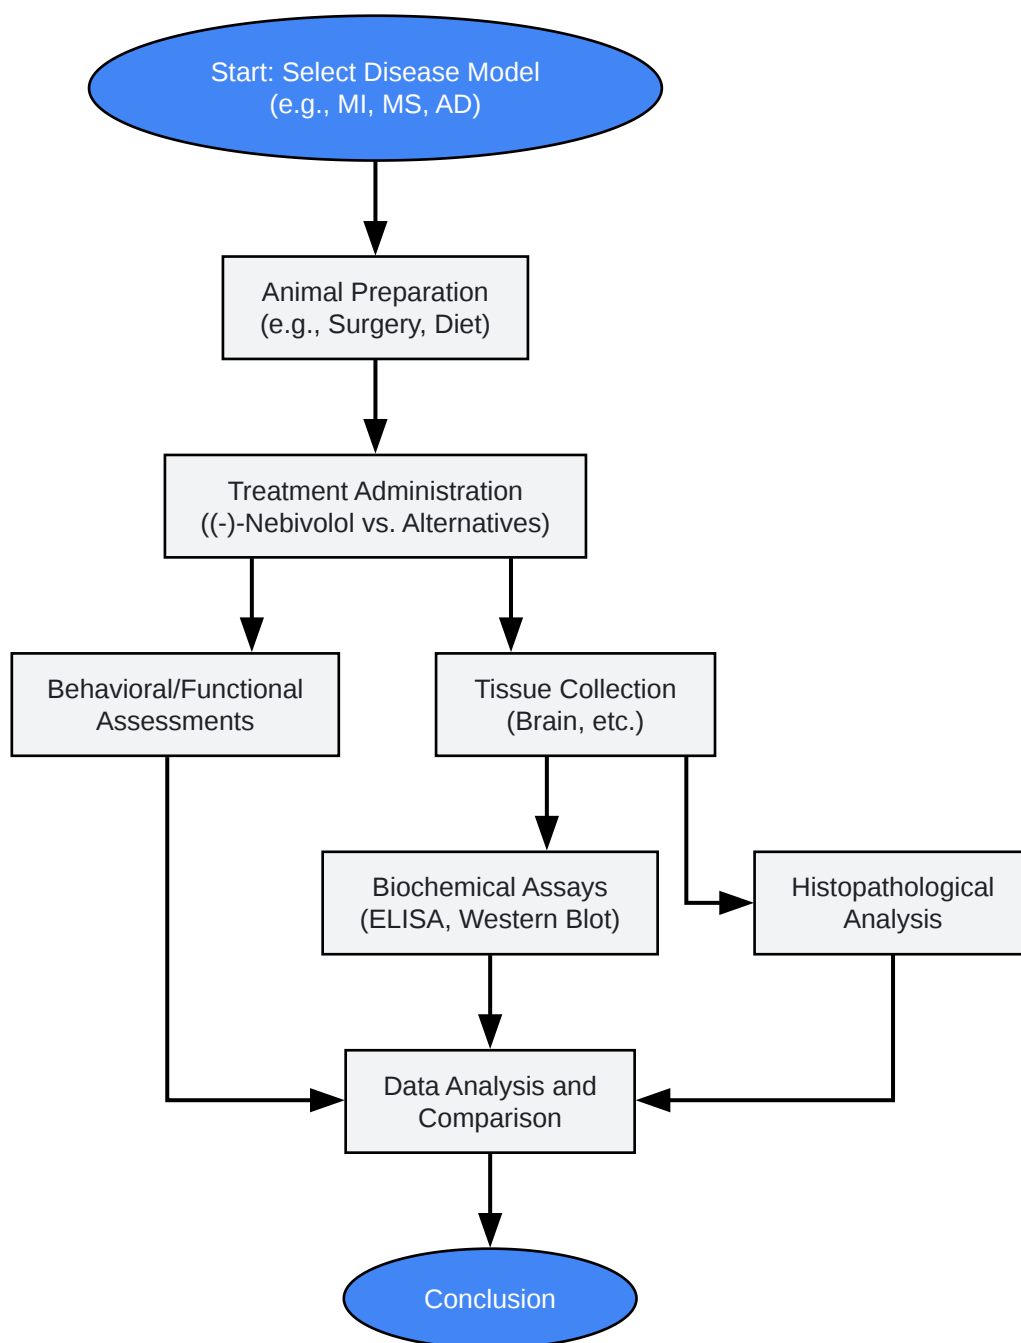 Start: Select Disease Model
(e.g., MI, MS, AD)
Animal Preparation
(e.g., Surgery, Diet)
Treatment Administration
((-)-Nebivolol vs. Alternatives)
Behavioral/Functional
Assessments
Tissue Collection
(Brain, etc.)
Biochemical Assays
(ELISA, Western Blot)
Histopathological
Analysis
Data Analysis and
Comparison
Conclusion